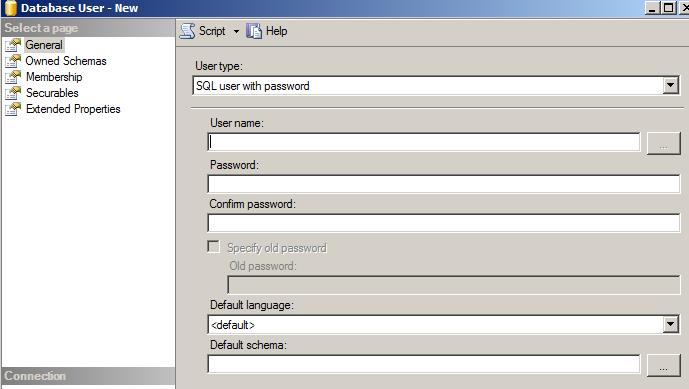 Database User - New
Select a page
General
Owned Schemas
Membership
Securables
Extended Properties
Connection
Script Help
User type:
SQL user with password
User name:
...
Password:
Confirm password:
Specify old password
Old password:
Default language:
<default>
Default schema:
...